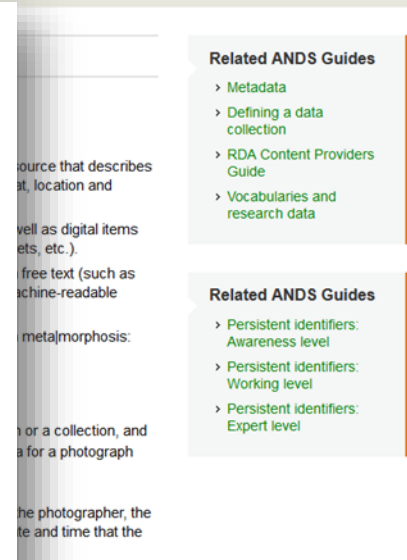 source that describes
at, location and
well as digital items
ets, etc.).
free text (such as
achine-readable
meta|morphosis:
or a collection, and
a for a photograph
the photographer, the
te and time that the
Related ANDS Guides
› Metadata
› Defining a data
collection
› RDA Content Providers
Guide
› Vocabularies and
research data
Related ANDS Guides
› Persistent identifiers:
Awareness level
› Persistent identifiers:
Working level
› Persistent identifiers:
Expert level